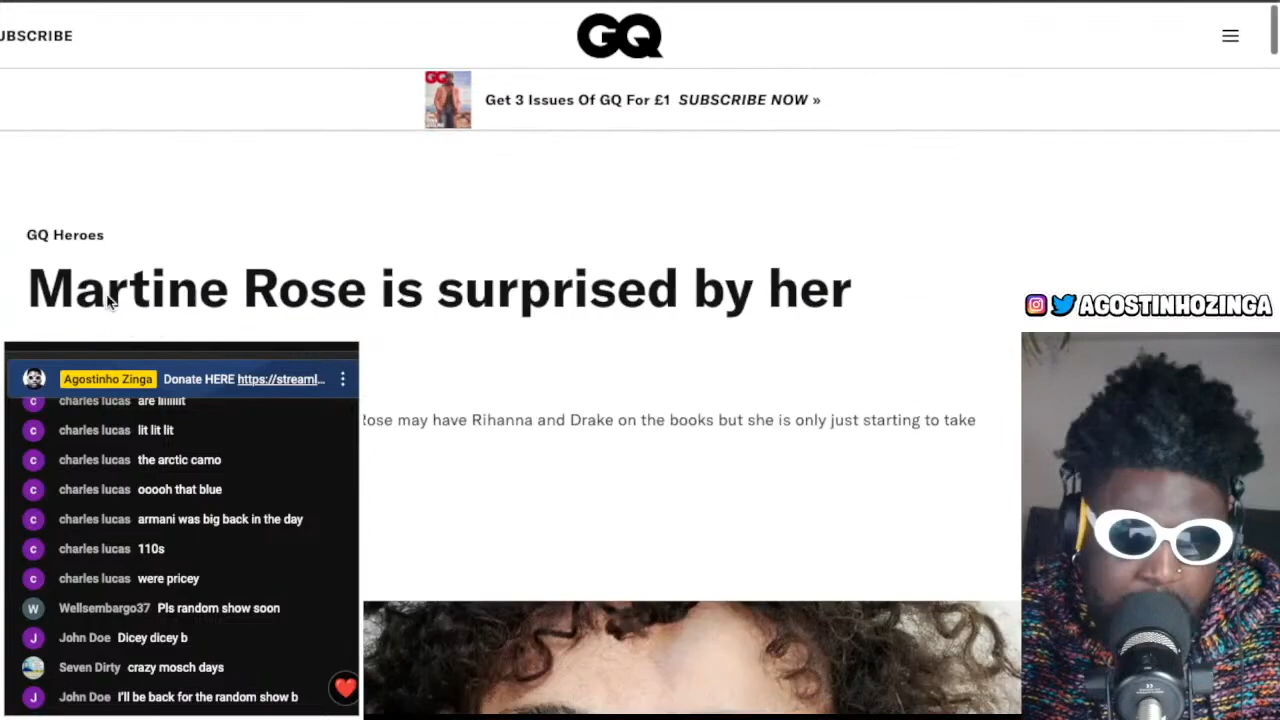 UBSCRIBE
GQ
GQ
Get 3 Issues Of GQ For £1 SUBSCRIBE NOW »
GQ Heroes
Martine Rose is surprised by her
Rose may have Rihanna and Drake on the books but she is only just starting to take
AGOSTINHOZINGA
Agostinho Zinga Donate HERE https://streaml...
c charles lucas are liiiiiit
c charles lucas lit lit lit
c charles lucas the arctic camo
c charles lucas ooooh that blue
c charles lucas armani was big back in the day
c charles lucas 110s
c charles lucas were pricey
W Wellsembargo37 Pls random show soon
J John Doe Dicey dicey b
Seven Dirty crazy mosch days
J John Doe I'll be back for the random show b